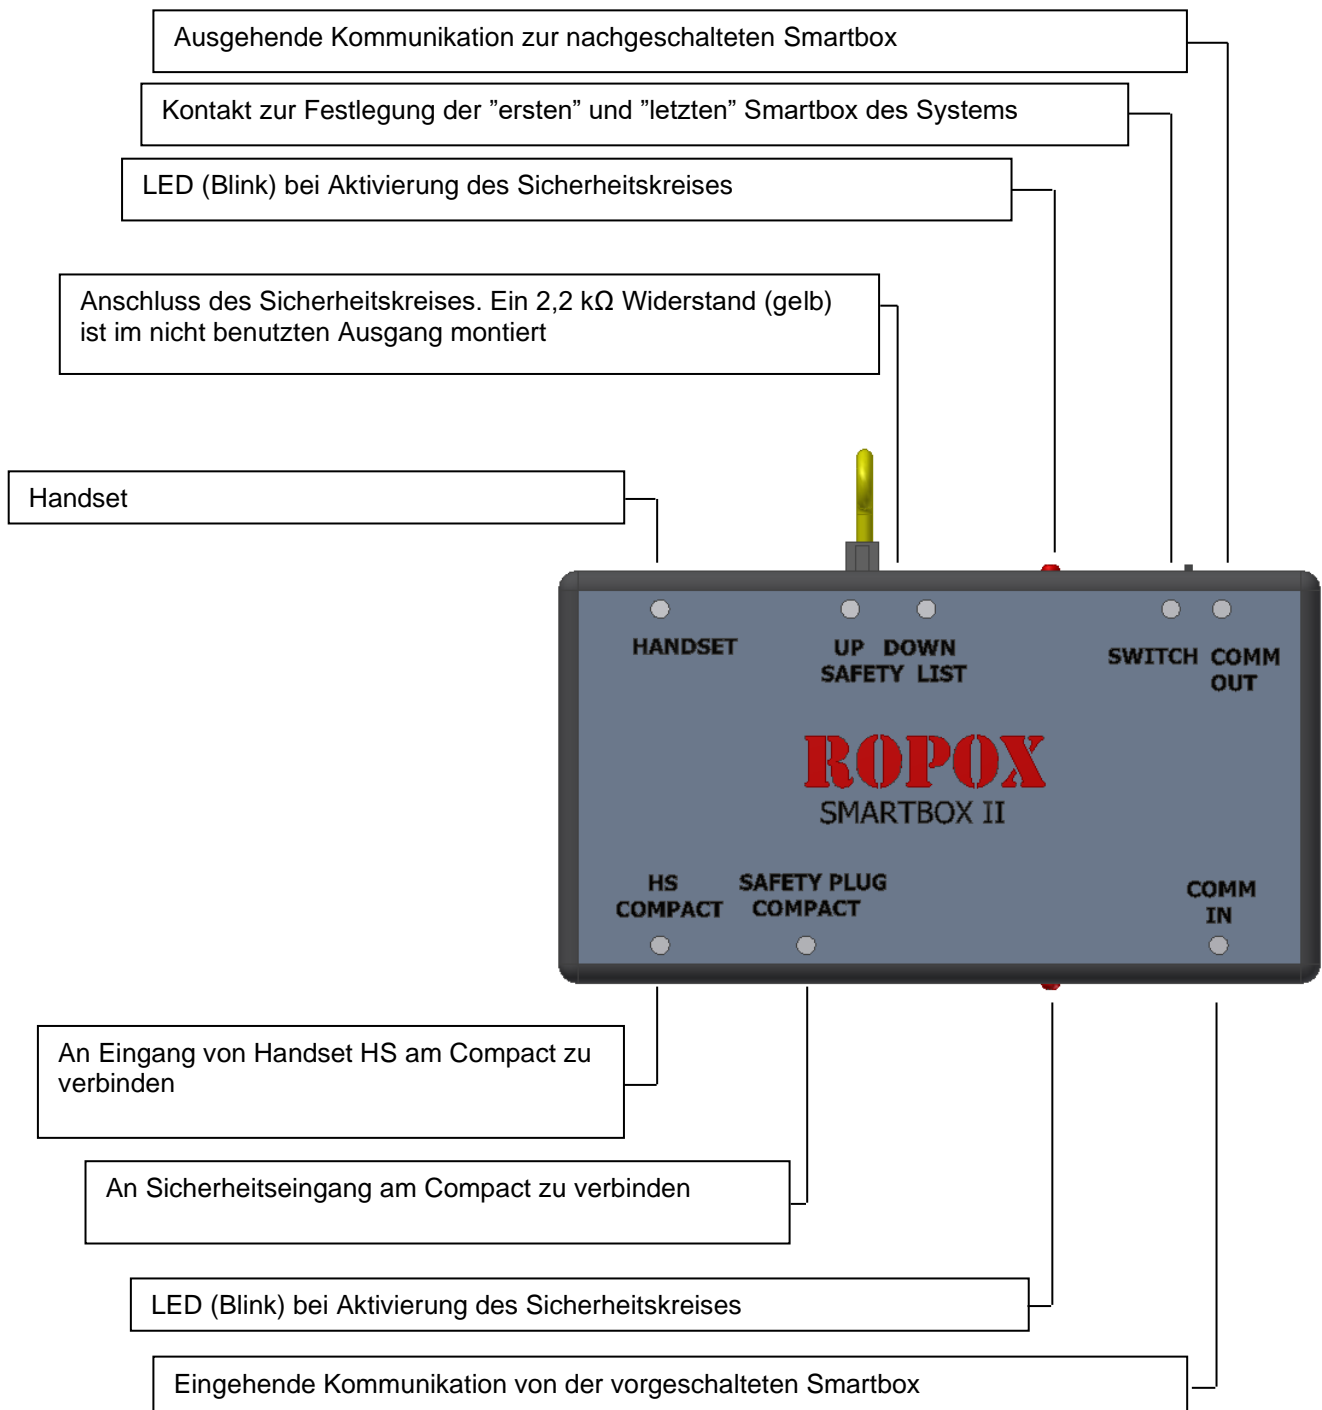 Ausgehende Kommunikation zur nachgeschalteten Smartbox
Kontakt zur Festlegung der ”ersten” und ”letzten” Smartbox des Systems
LED (Blink) bei Aktivierung des Sicherheitskreises
Anschluss des Sicherheitskreises. Ein 2,2 kΩ Widerstand (gelb)
ist im nicht benutzten Ausgang montiert
Handset
HANDSET
UP DOWN
SAFETY LIST
SWITCH COMM
OUT
ROPOX
SMARTBOX II
HS
COMPACT
SAFETY PLUG
COMPACT
COMM
IN
An Eingang von Handset HS am Compact zu
verbinden
An Sicherheitseingang am Compact zu verbinden
LED (Blink) bei Aktivierung des Sicherheitskreises
Eingehende Kommunikation von der vorgeschalteten Smartbox